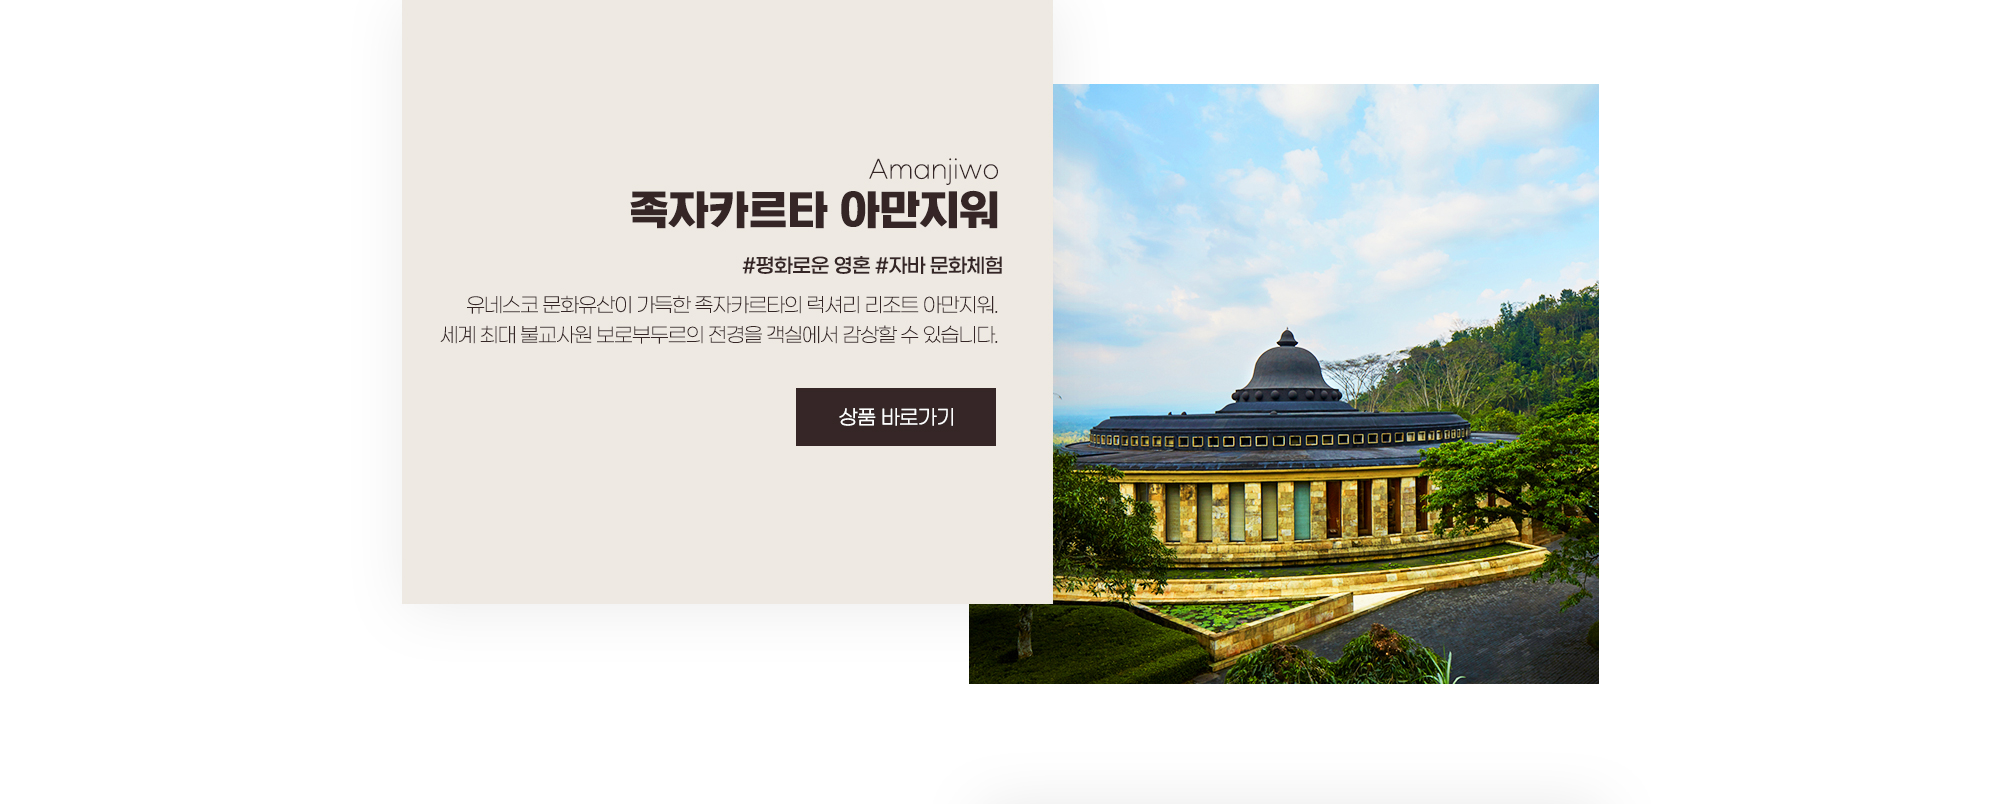 Amanjiwo
족자카르타 아만지워
#평화로운 영혼 #자바 문화체험
유네스코 문화유산이 가득한 족자카르타의 럭셔리 리조트 아만지워.
세계 최대 불교사원 보로부두르의 전경을 객실에서 감상할 수 있습니다.
상품 바로가기